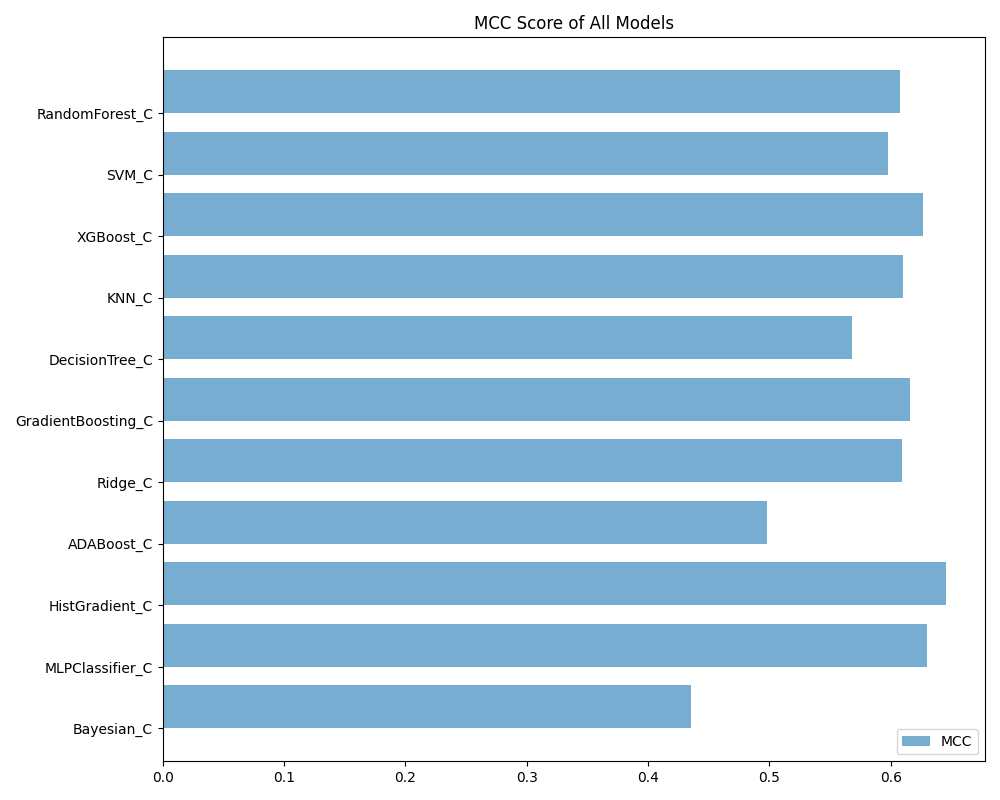 MCC Score of All Models
RandomForest_C
SVM_C
XGBoost_C
KNN_C
DecisionTree_C
GradientBoosting_C
Ridge_C
ADABoost_C
HistGradient_C
MLPClassifier_C
Bayesian_C
MCC
0.0 0.1 0.2 0.3 0.4 0.5 0.6